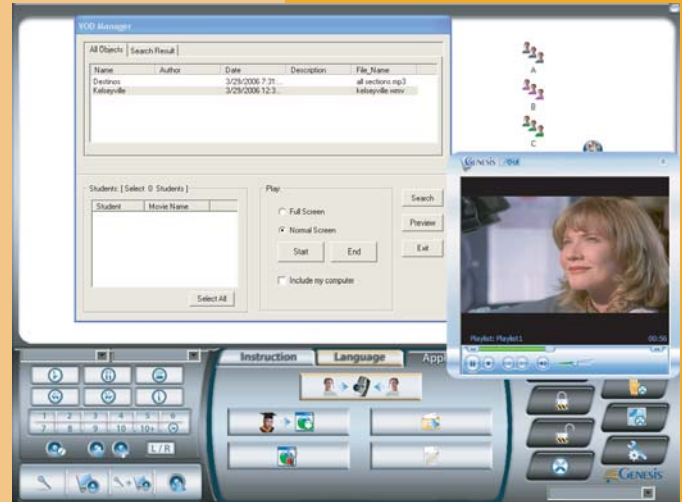 VOD Manager
All Objects
Search Result
Name Author Date Description File_Name
Destinos 3/29/2006 7:31:... all sections.mp3
Kelseyville 3/29/2006 12:3... kelseyville.wmv
Students: [ Select 0 Students ]
Student Movie Name
Select All
Play:
Full Screen
Normal Screen
Start End
Include my computer
Search
Preview
Exit
A
B
C
GENESIS
Playlist: Playlist1 00:56
Instruction Language Appl
1 2 3 4 5 6
7 8 9 10 10+
L / R
GENESIS